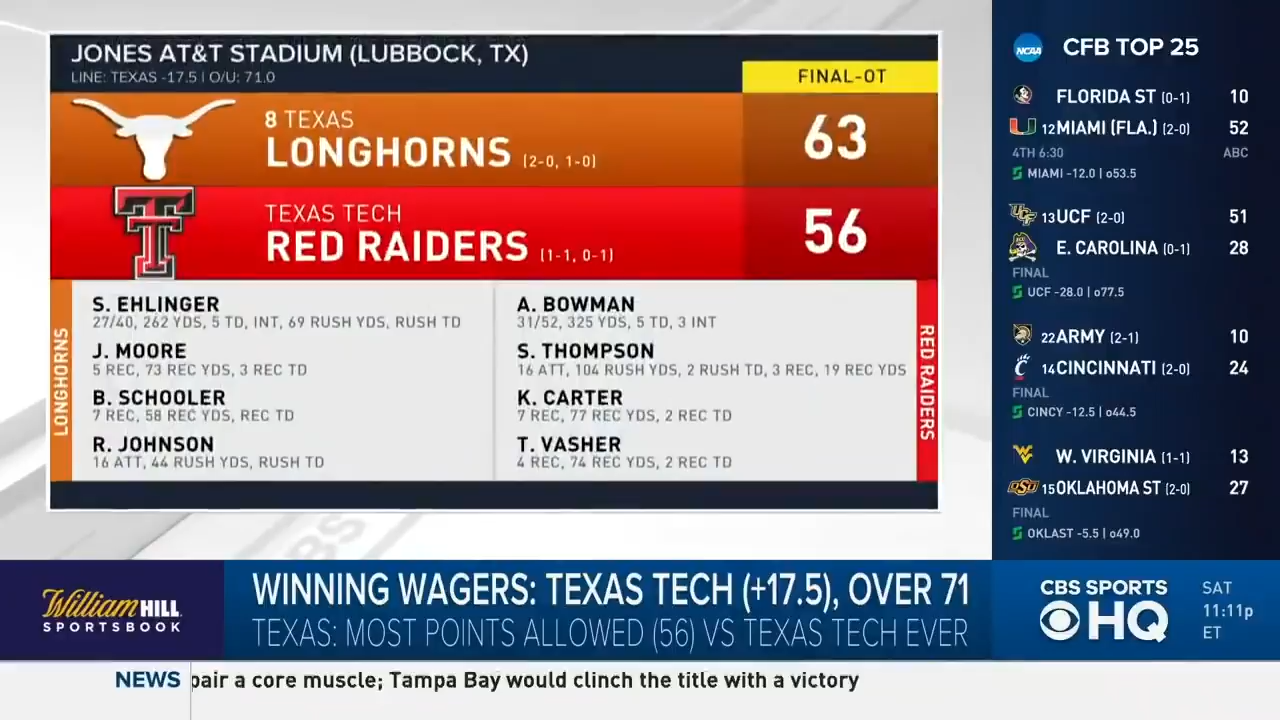 JONES AT&T STADIUM (LUBBOCK, TX)
LINE: TEXAS -17.5 | O/U: 71.0
FINAL-OT
8 TEXAS
LONGHORNS (2-0, 1-0)
63
TEXAS TECH
RED RAIDERS (1-1, 0-1)
56
LONGHORNS
S. EHLINGER
27/40, 262 YDS, 5 TD, INT, 69 RUSH YDS, RUSH TD
J. MOORE
5 REC, 73 REC YDS, 3 REC TD
B. SCHOOLER
7 REC, 58 REC YDS, REC TD
R. JOHNSON
16 ATT, 44 RUSH YDS, RUSH TD
A. BOWMAN
31/52, 325 YDS, 5 TD, 3 INT
S. THOMPSON
16 ATT, 104 RUSH YDS, 2 RUSH TD, 3 REC, 19 REC YDS
K. CARTER
7 REC, 77 REC YDS, 2 REC TD
T. VASHER
4 REC, 74 REC YDS, 2 REC TD
RED RAIDERS
NCAA CFB TOP 25
FLORIDA ST (0-1) 10
12 MIAMI (FLA.) (2-0) 52
4TH 6:30 ABC
MIAMI -12.0 | o53.5
UCF 13 UCF (2-0) 51
E. CAROLINA (0-1) 28
FINAL
UCF -28.0 | o77.5
22 ARMY (2-1) 10
14 CINCINNATI (2-0) 24
FINAL
CINCY -12.5 | o44.5
W. VIRGINIA (1-1) 13
OSU 15 OKLAHOMA ST (2-0) 27
FINAL
OKLAST -5.5 | o49.0
William HILL
SPORTSBOOK
WINNING WAGERS: TEXAS TECH (+17.5), OVER 71
TEXAS: MOST POINTS ALLOWED (56) VS TEXAS TECH EVER
CBS SPORTS
HQ
SAT
11:11p
ET
NEWS pair a core muscle; Tampa Bay would clinch the title with a victory